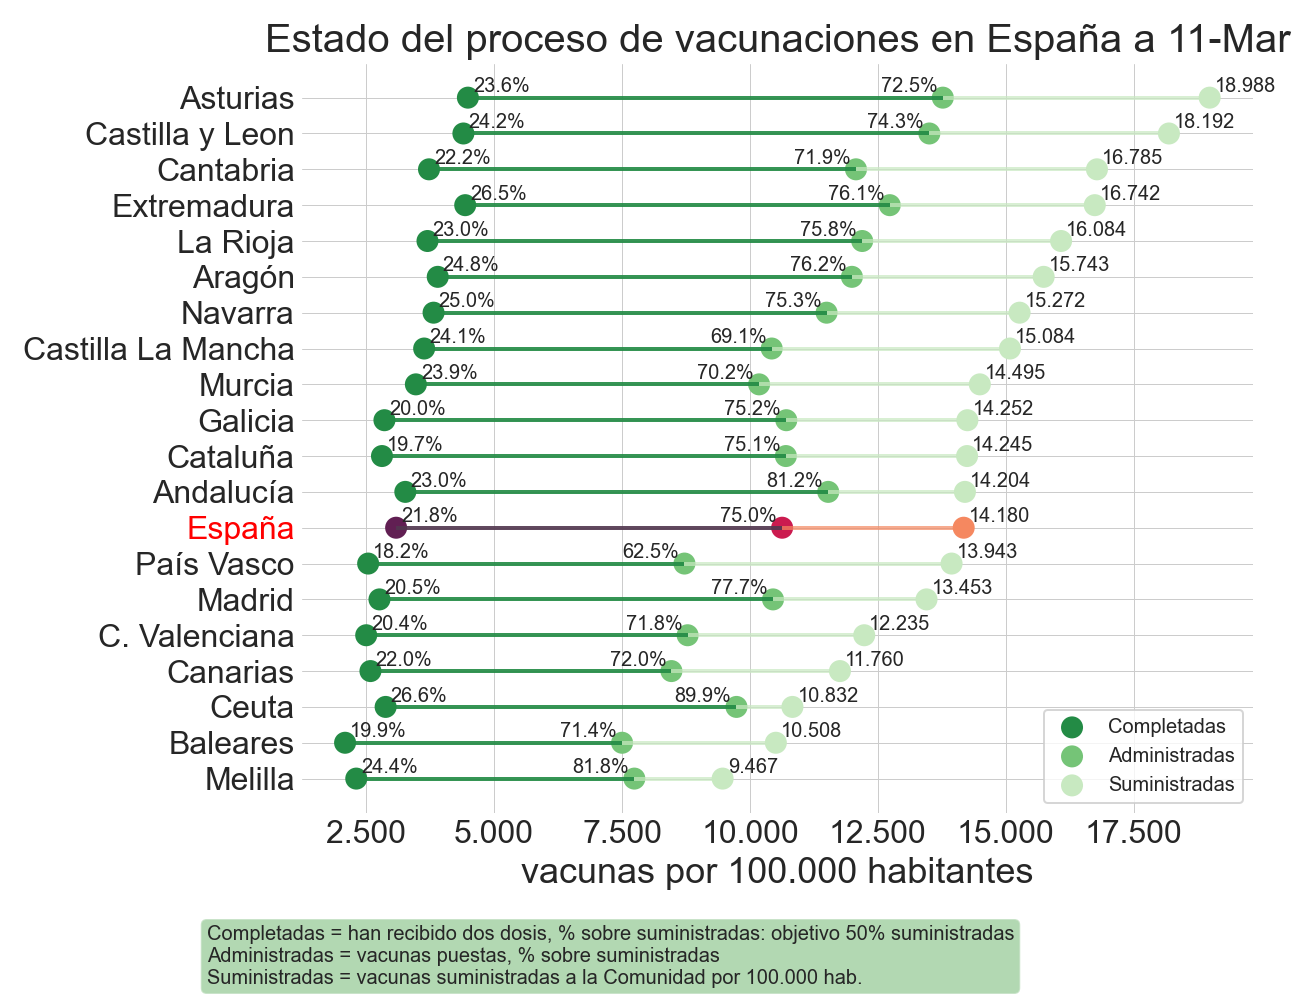 Estado del proceso de vacunaciones en España a 11-Mar
Asturias 23.6% 72.5% 18.988
Castilla y Leon 24.2% 74.3% 18.192
Cantabria 22.2% 71.9% 16.785
Extremadura 26.5% 76.1% 16.742
La Rioja 23.0% 75.8% 16.084
Aragón 24.8% 76.2% 15.743
Navarra 25.0% 75.3% 15.272
Castilla La Mancha 24.1% 69.1% 15.084
Murcia 23.9% 70.2% 14.495
Galicia 20.0% 75.2% 14.252
Cataluña 19.7% 75.1% 14.245
Andalucía 23.0% 81.2% 14.204
España 21.8% 75.0% 14.180
País Vasco 18.2% 62.5% 13.943
Madrid 20.5% 77.7% 13.453
C. Valenciana 20.4% 71.8% 12.235
Canarias 22.0% 72.0% 11.760
Ceuta 26.6% 89.9% 10.832
Baleares 19.9% 71.4% 10.508
Melilla 24.4% 81.8% 9.467
Completadas
Administradas
Suministradas
2.500 5.000 7.500 10.000 12.500 15.000 17.500
vacunas por 100.000 habitantes
Completadas = han recibido dos dosis, % sobre suministradas: objetivo 50% suministradas
Administradas = vacunas puestas, % sobre suministradas
Suministradas = vacunas suministradas a la Comunidad por 100.000 hab.